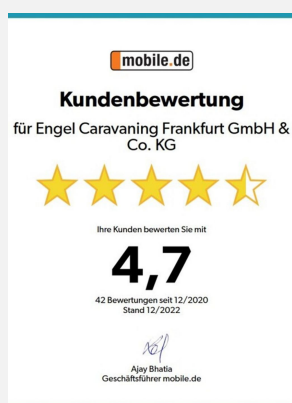 mobile.de
Kundenbewertung
für Engel Caravaning Frankfurt GmbH &
Co. KG
Ihre Kunden bewerten Sie mit
4,7
42 Bewertungen seit 12/2020
Stand 12/2022
Ajay Bhatia
Geschäftsführer mobile.de